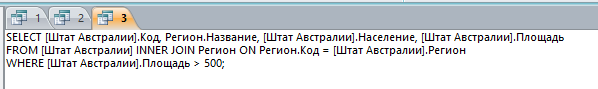 1 2 3
SELECT [Штат Австралии].Код, Регион.Название, [Штат Австралии].Население, [Штат Австралии].Площадь
FROM [Штат Австралии] INNER JOIN Регион ON Регион.Код = [Штат Австралии].Регион
WHERE [Штат Австралии].Площадь > 500;